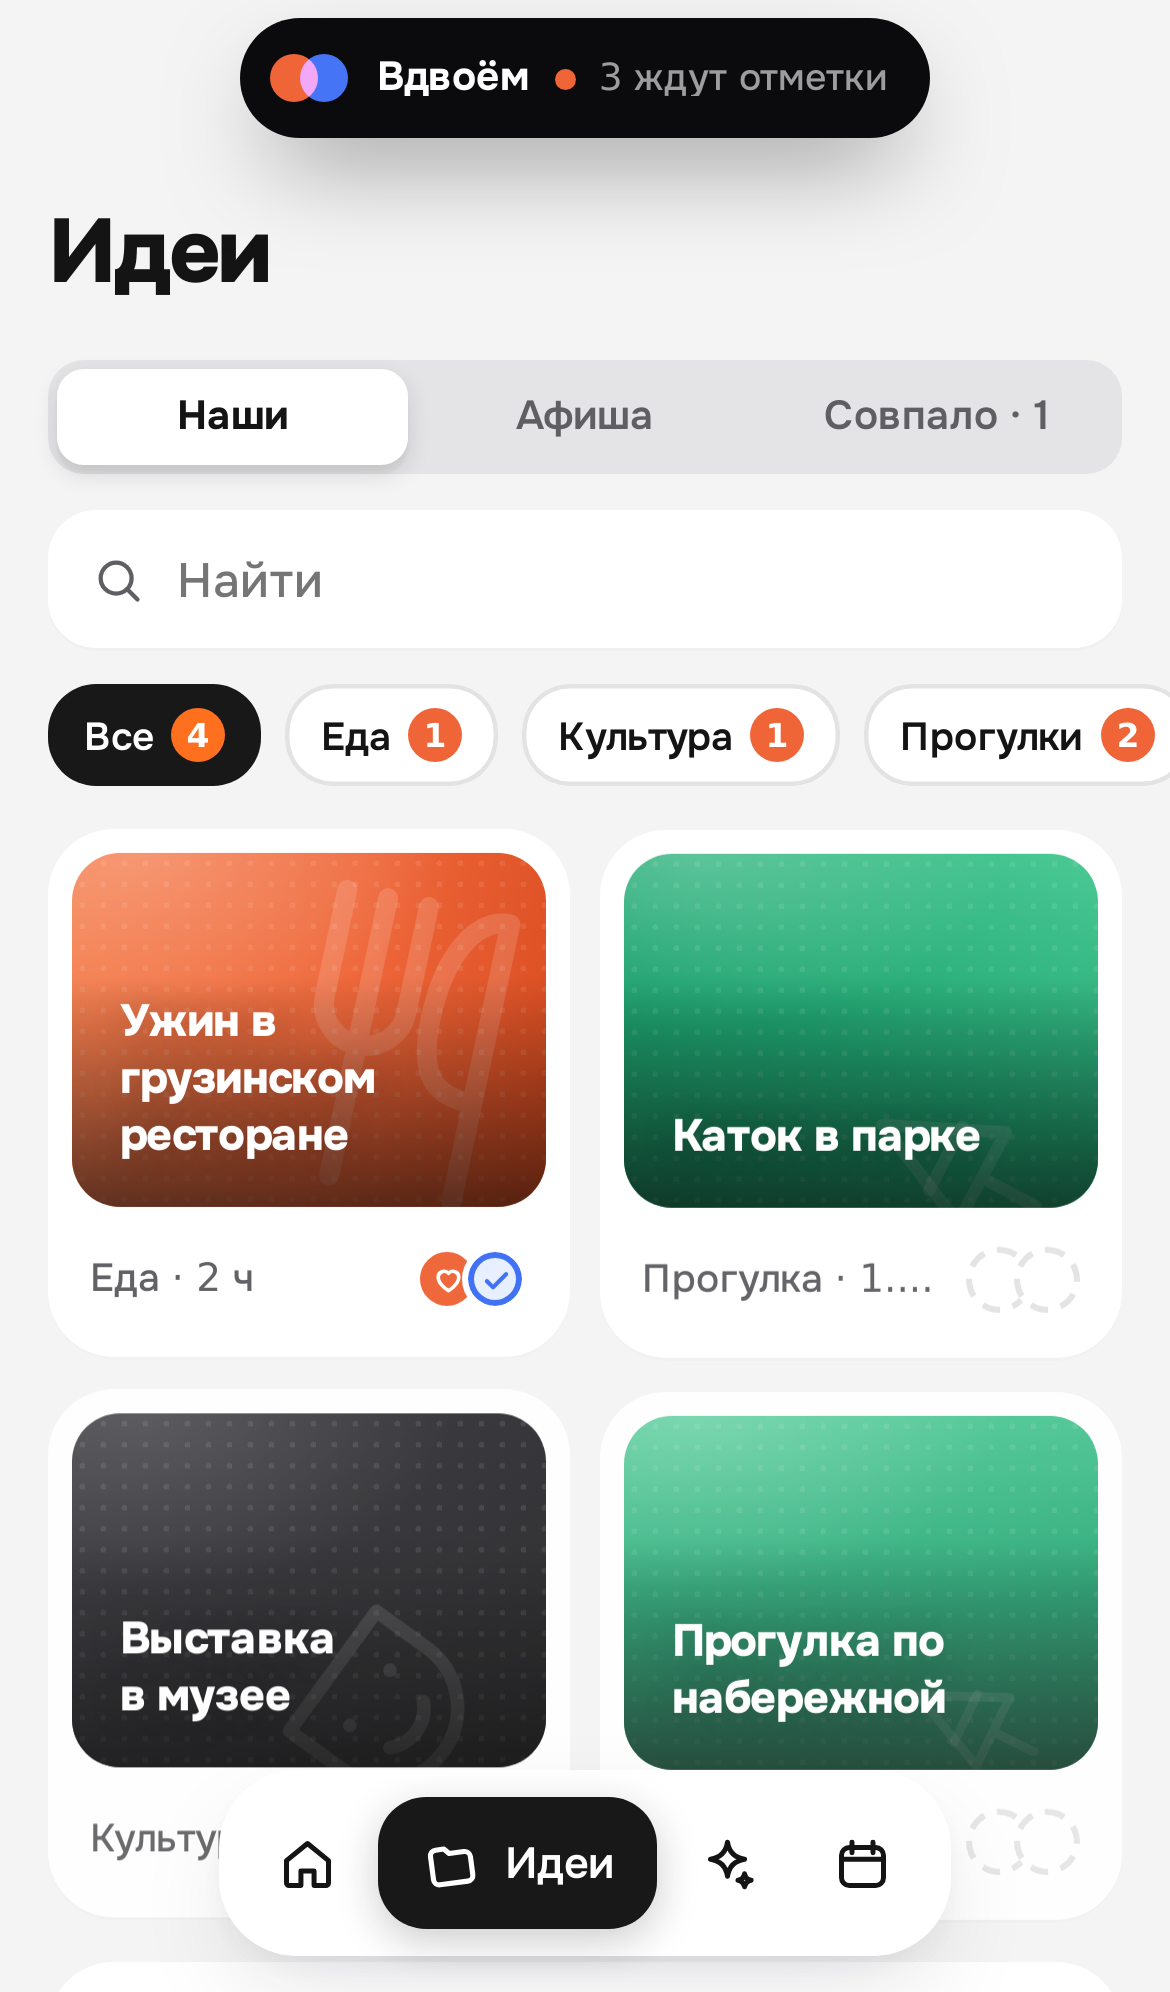 Вдвоём 3 ждут отметки
Идеи
Наши Афиша Совпало · 1
Найти
Все 4 Еда 1 Культура 1 Прогулки 2
Ужин в
грузинском
ресторане
Еда · 2 ч
Каток в парке
Прогулка · 1....
Выставка
в музее
Прогулка по
набережной
Идеи